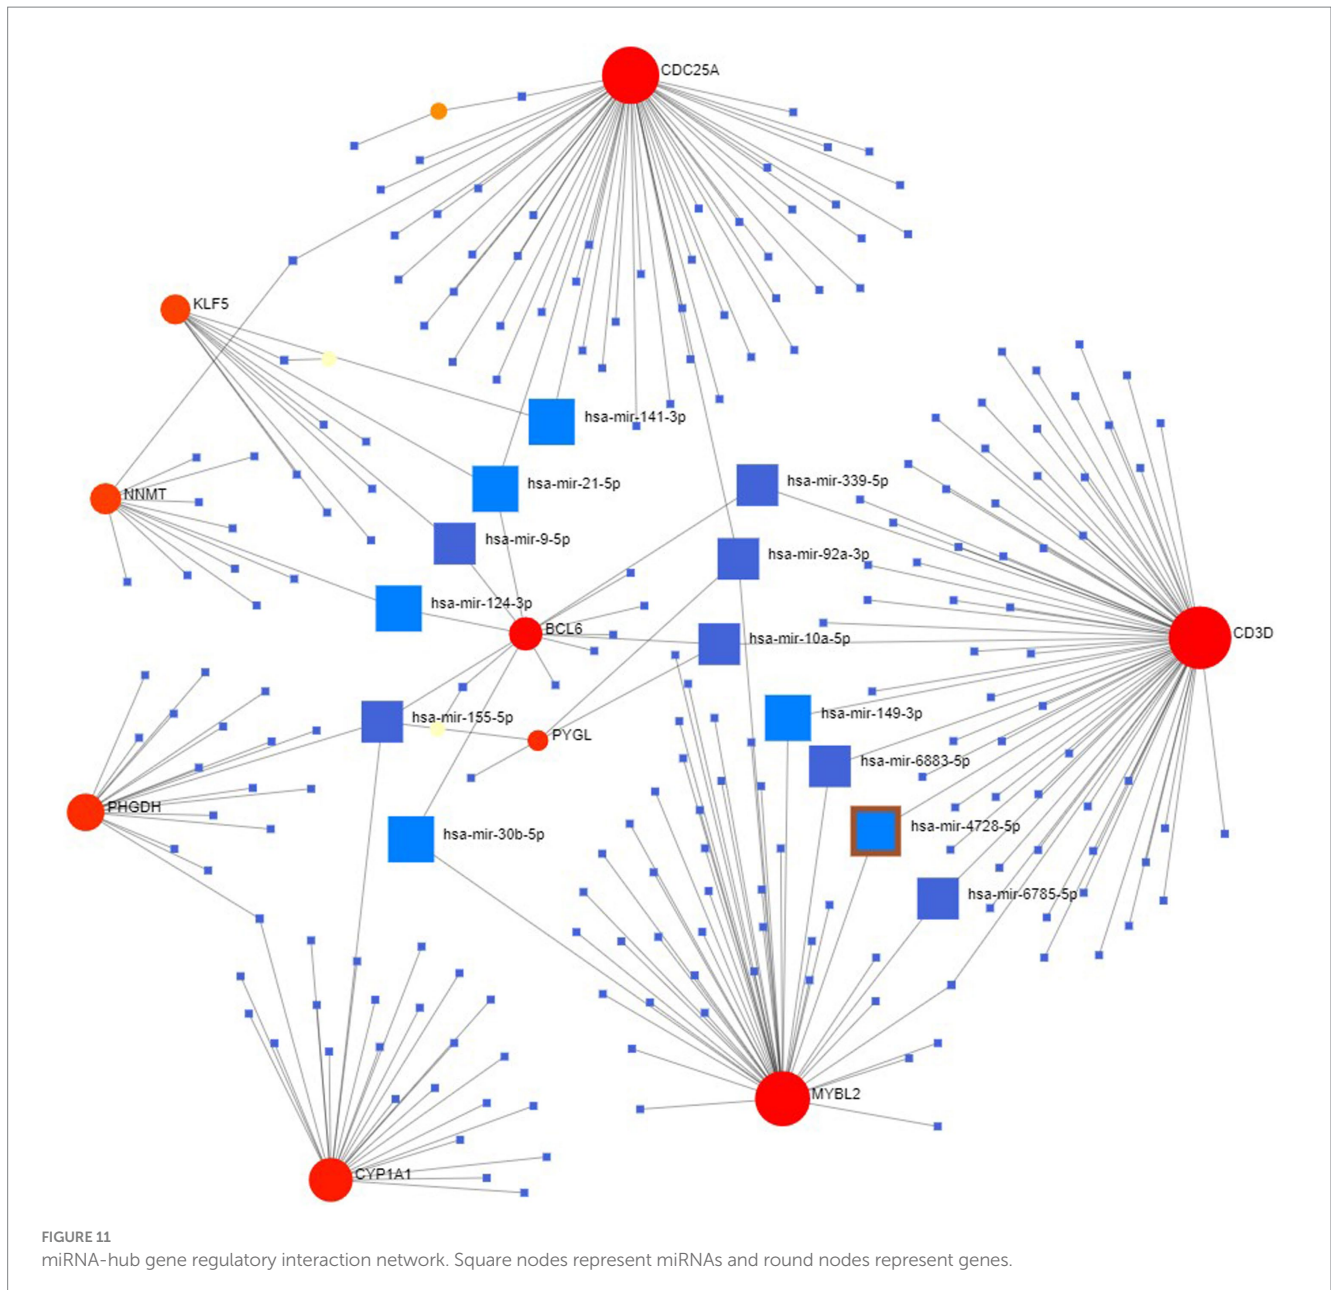 CDC25A
KLF5
hsa-mir-141-3p
hsa-mir-21-5p
hsa-mir-339-5p
NNMT
hsa-mir-9-5p
hsa-mir-92a-3p
hsa-mir-124-3p
BCL6
CD3D
hsa-mir-10a-5p
hsa-mir-155-5p
hsa-mir-149-3p
PYGL
hsa-mir-6883-5p
PHGDH
hsa-mir-30b-5p
hsa-mir-4728-5p
hsa-mir-6785-5p
MYBL2
CYP1A1
FIGURE 11
miRNA-hub gene regulatory interaction network. Square nodes represent miRNAs and round nodes represent genes.